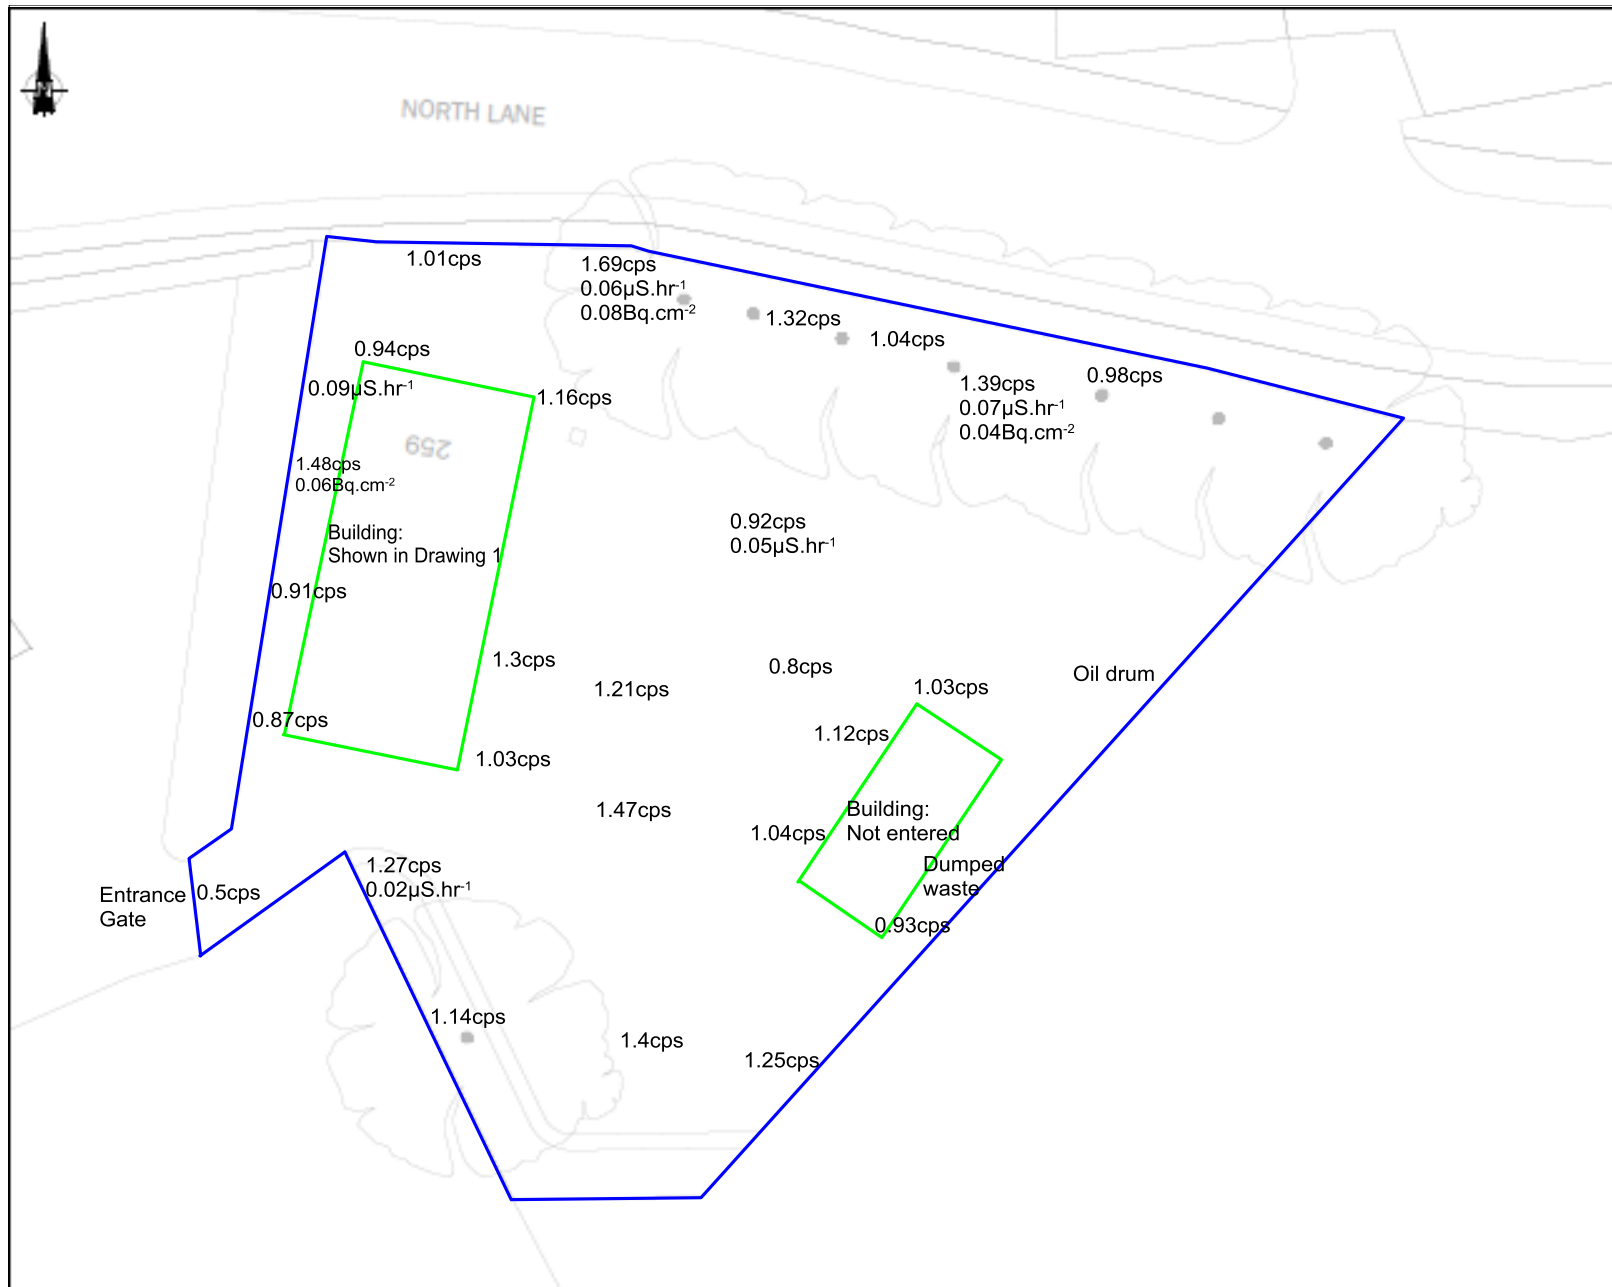 N
NORTH LANE
1.01cps
1.69cps
0.06µS.hr⁻¹
0.08Bq.cm⁻²
1.32cps
1.04cps
0.94cps
0.09µS.hr⁻¹
1.16cps
1.39cps
0.07µS.hr⁻¹
0.04Bq.cm⁻²
0.98cps
259
1.48cps
0.06Bq.cm⁻²
Building:
Shown in Drawing 1
0.92cps
0.05µS.hr⁻¹
0.91cps
1.3cps
1.21cps
0.8cps
Oil drum
1.03cps
0.87cps
1.12cps
1.03cps
1.47cps
1.04cps
Building:
Not entered
Dumped
waste
1.27cps
0.02µS.hr⁻¹
Entrance
Gate
0.5cps
0.93cps
1.14cps
1.4cps
1.25cps